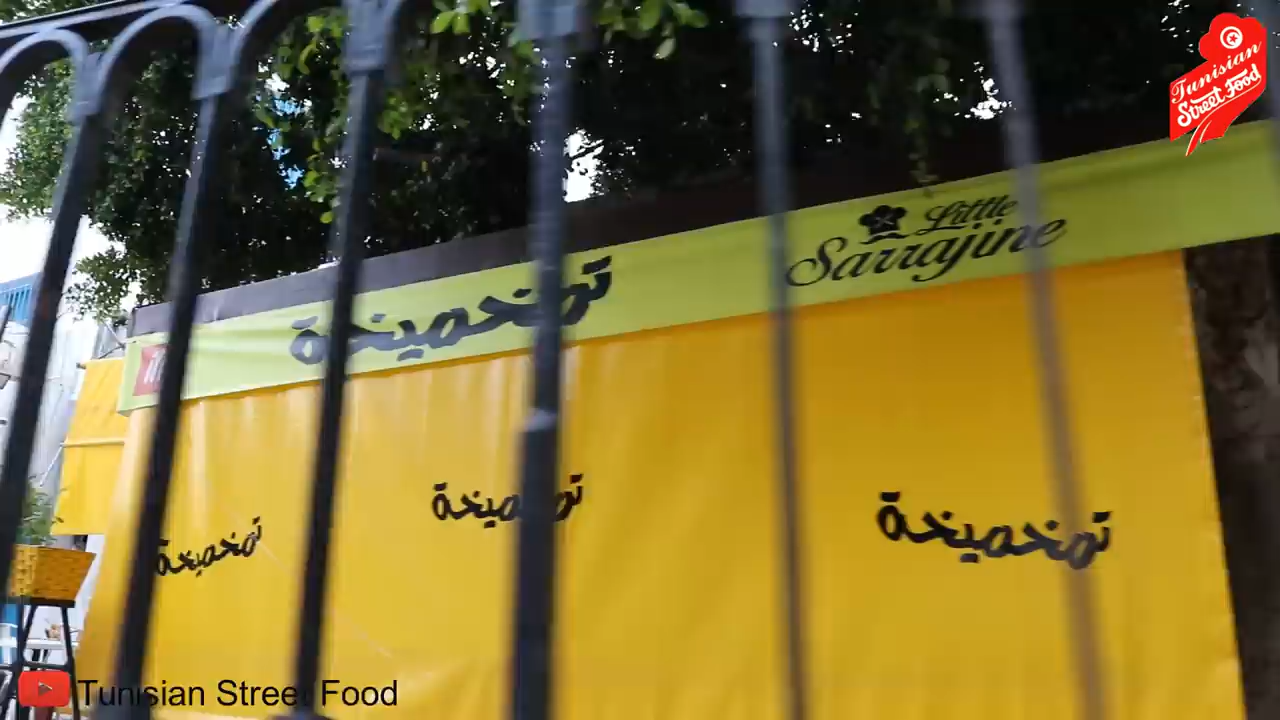 Tunisian
Street Food
Little
Sarrajine
تمخميخة
تمخميخة
تمخميخة
تمخميخة
Tunisian Street Food